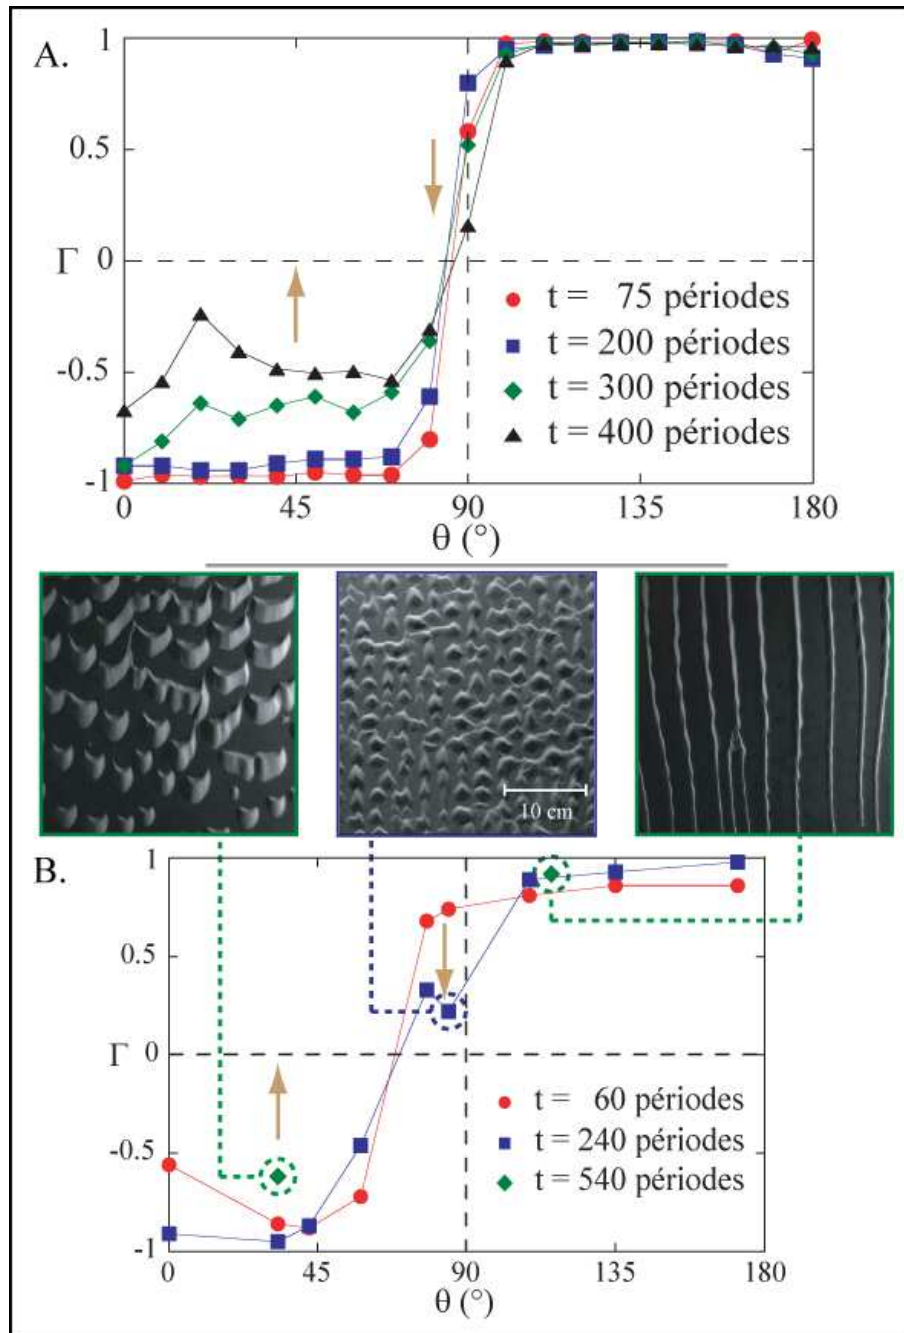 A.
1
0.5
Γ 0
-0.5
-1
0 45 90 135 180
θ (°)
t = 75 périodes
t = 200 périodes
t = 300 périodes
t = 400 périodes
10 cm
B.
1
0.5
Γ 0
-0.5
-1
0 45 90 135 180
θ (°)
t = 60 périodes
t = 240 périodes
t = 540 périodes